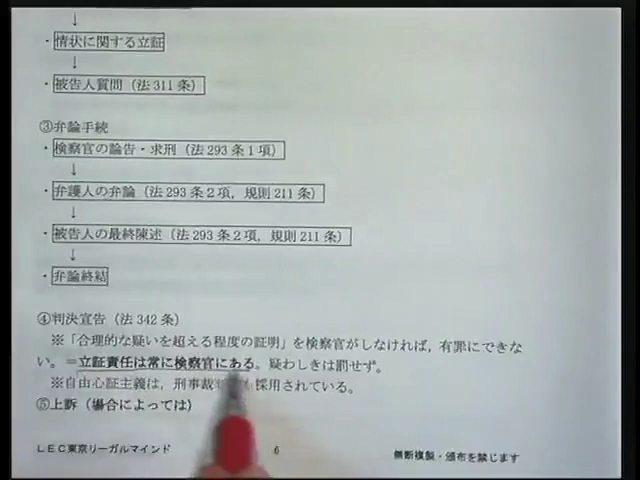 ↓
・情状に関する立証
↓
・被告人質問（法311条）
③弁論手続
・検察官の論告・求刑（法293条1項）
↓
・弁護人の弁論（法293条2項，規則211条）
↓
・被告人の最終陳述（法293条2項，規則211条）
↓
・弁論終結
④判決宣告（法342条）
※「合理的な疑いを超える程度の証明」を検察官がしなければ，有罪にできな
い。＝立証責任は常に検察官にある。疑わしきは罰せず。
※自由心証主義は，刑事裁 採用されている。
⑤上訴（場合によっては）
LEC東京リーガルマインド 6 無断複製・頒布を禁じます